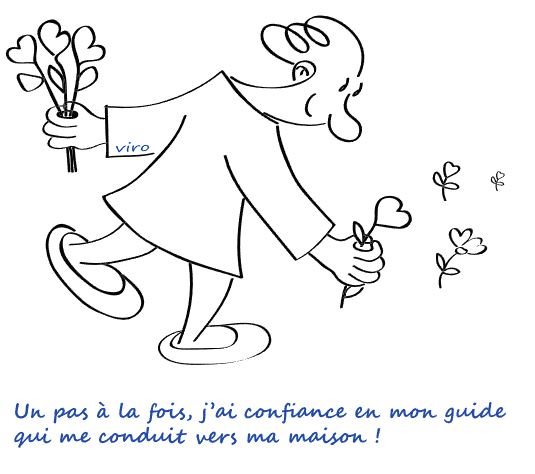 viro
Un pas à la fois, j'ai confiance en mon guide
qui me conduit vers ma maison !